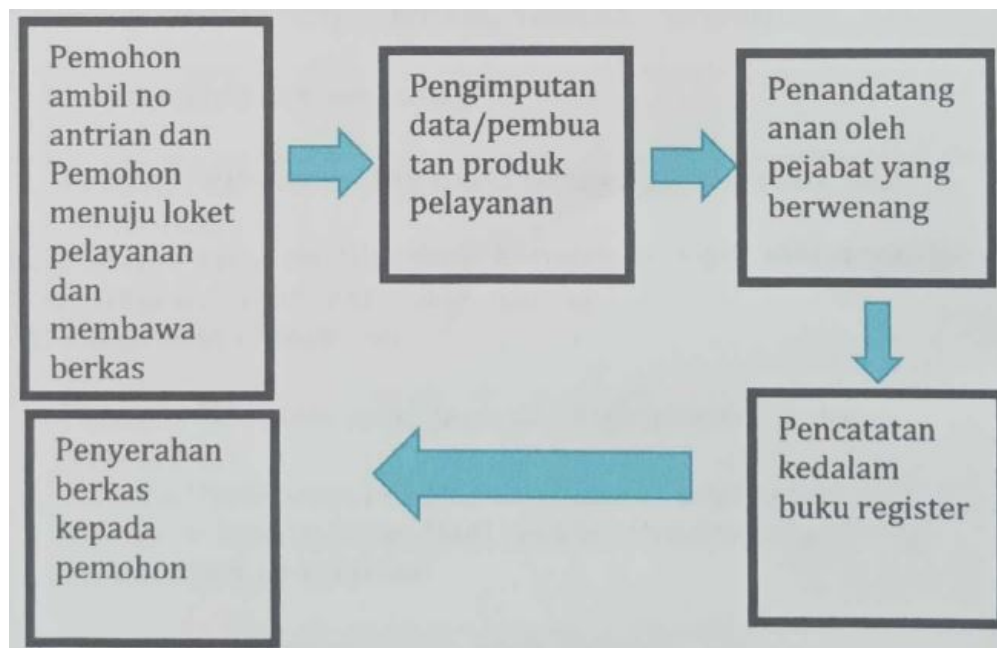 Pemohon
ambil no
antrian dan
Pemohon
menuju loket
pelayanan
dan
membawa
berkas
Pengimputan
data/pembua
tan produk
pelayanan
Penandatang
anan oleh
pejabat yang
berwenang
Pencatatan
kedalam
buku register
Penyerahan
berkas
kepada
pemohon